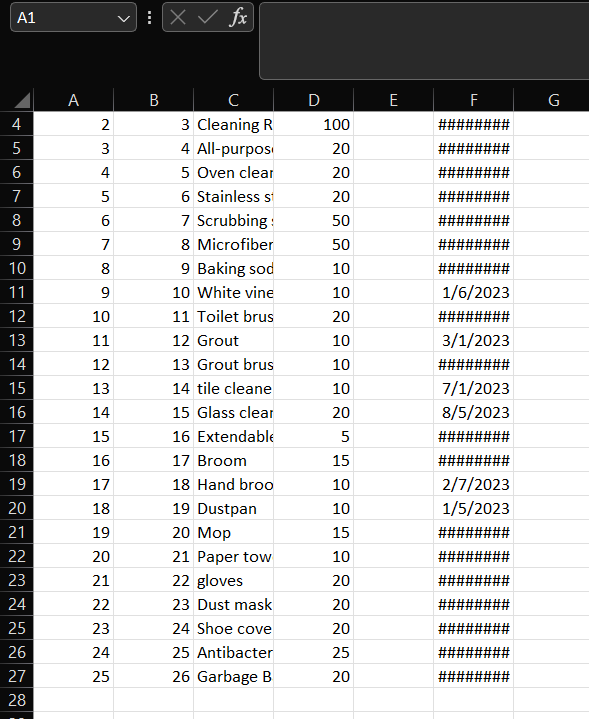 A1 fx
A B C D E F G
4 2 3 Cleaning R 100 ########
5 3 4 All-purpose 20 ########
6 4 5 Oven clear 20 ########
7 5 6 Stainless st 20 ########
8 6 7 Scrubbing s 50 ########
9 7 8 Microfiber 50 ########
10 8 9 Baking sod 10 ########
11 9 10 White vine 10 1/6/2023
12 10 11 Toilet brus 20 ########
13 11 12 Grout 10 3/1/2023
14 12 13 Grout brus 10 ########
15 13 14 tile cleane 10 7/1/2023
16 14 15 Glass clear 20 8/5/2023
17 15 16 Extendable 5 ########
18 16 17 Broom 15 ########
19 17 18 Hand broo 10 2/7/2023
20 18 19 Dustpan 10 1/5/2023
21 19 20 Mop 15 ########
22 20 21 Paper tow 10 ########
23 21 22 gloves 20 ########
24 22 23 Dust mask 20 ########
25 23 24 Shoe cove 20 ########
26 24 25 Antibacter 25 ########
27 25 26 Garbage B 20 ########
28